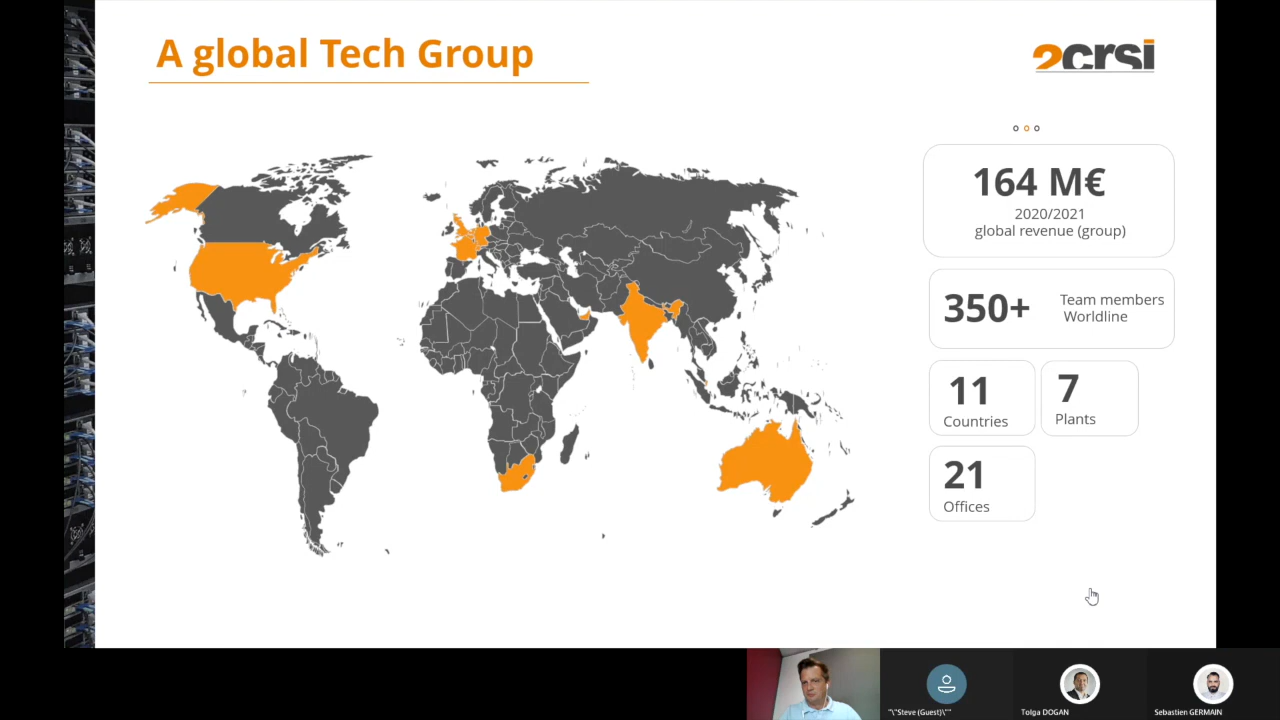 A global Tech Group
2crsi
164 M€
2020/2021
global revenue (group)
350+
Team members
Worldline
11
Countries
7
Plants
21
Offices
"\"Steve (Guest)\""
Tolga DOGAN
Sebastien GERMAIN